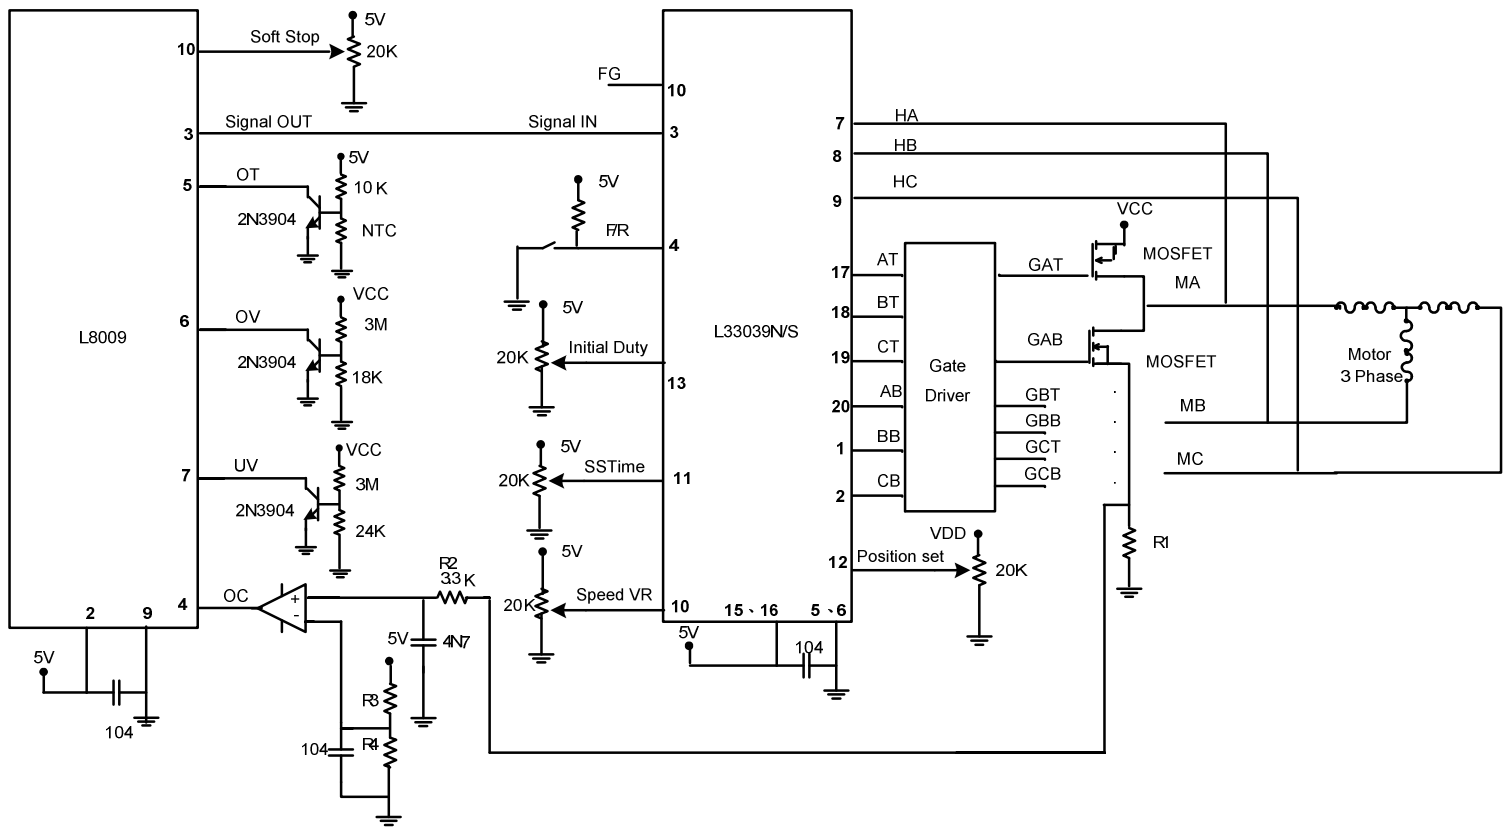 5V
10
Soft Stop
20K
3
Signal OUT
Signal IN
3
5V
5
OT
10 K
2N3904
NTC
VCC
6
OV
3M
2N3904
18K
L8009
VCC
7
UV
3M
2N3904
24K
4
OC
+
-
R2
3.3 K
2
9
5V
104
5V
4N7
R3
R4
104
FG
10
5V
F/R
4
5V
20K
Initial Duty
13
5V
20K
SSTime
11
5V
20K
Speed VR
10
L33039N/S
15、16
5、6
5V
104
7
HA
8
HB
9
HC
17
AT
18
BT
19
CT
20
AB
1
BB
2
CB
12
Position set
VDD
20K
Gate
Driver
GAT
GAB
GBT
GBB
GCT
GCB
VCC
MOSFET
MA
MOSFET
Motor
3 Phase
MB
MC
R1